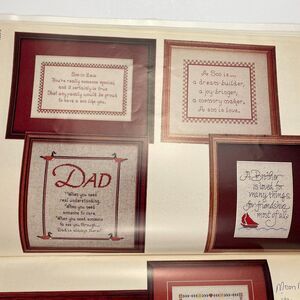 Son-in-Law
You're really someone special,
and it certainly is true
That any family would be proud
to have a son like you.
A Son is....
a dream-builder,
a joy-bringer,
a memory maker,
A son is love.
DAD
When you need
real understanding,
When you need
someone to care,
When you need someone
to see you through...
Dad is always there!
A Brother
is loved for
many things,
for friendship
most of all.
Mom